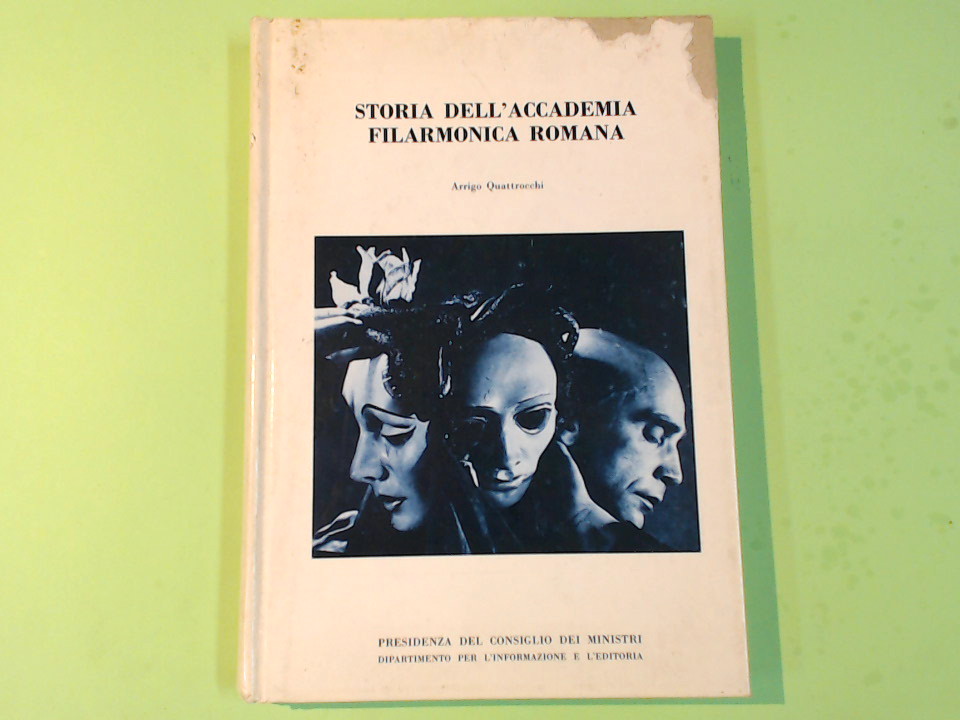 STORIA DELL'ACCADEMIA
FILARMONICA ROMANA
Arrigo Quattrocchi
PRESIDENZA DEL CONSIGLIO DEI MINISTRI
DIPARTIMENTO PER L'INFORMAZIONE E L'EDITORIA